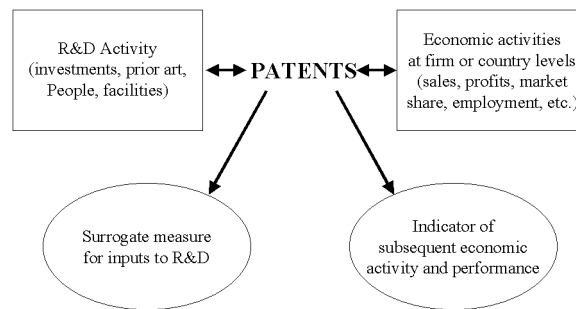 R&D Activity
(investments, prior art,
People, facilities)
PATENTS
Economic activities
at firm or country levels
(sales, profits, market
share, employment, etc.)
Surrogate measure
for inputs to R&D
Indicator of
subsequent economic
activity and performance